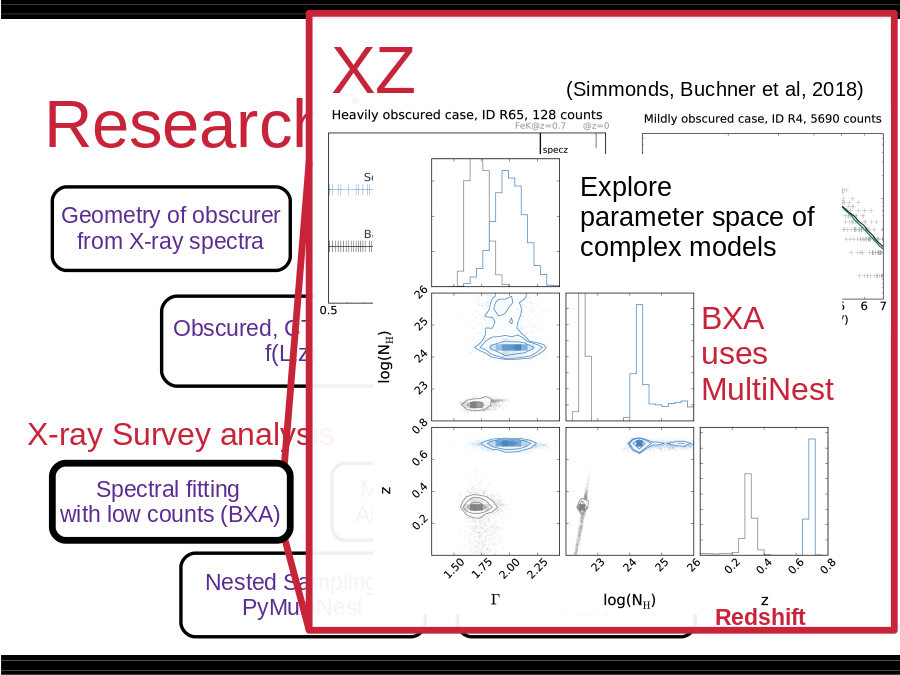 XZ
(Simmonds, Buchner et al, 2018)
Research
Heavily obscured case, ID R65, 128 counts
Mildly obscured case, ID R4, 5690 counts
FeK@z=0.7 @z=0
specz
Explore
parameter space of
complex models
Geometry of obscurer
from X-ray spectra
0.5
6 7
Obscured,
BXA
uses
MultiNest
X-ray Survey analysis
Spectral fitting
with low counts (BXA)
Nested Sampling
PyMultiNest
26
25
24
23
log(N_H)
0.8
0.6
0.4
0.2
z
1.50 1.75 2.00 2.25
23 24 25 26
0.2 0.4 0.6 0.8
Γ
log(N_H)
z
Redshift